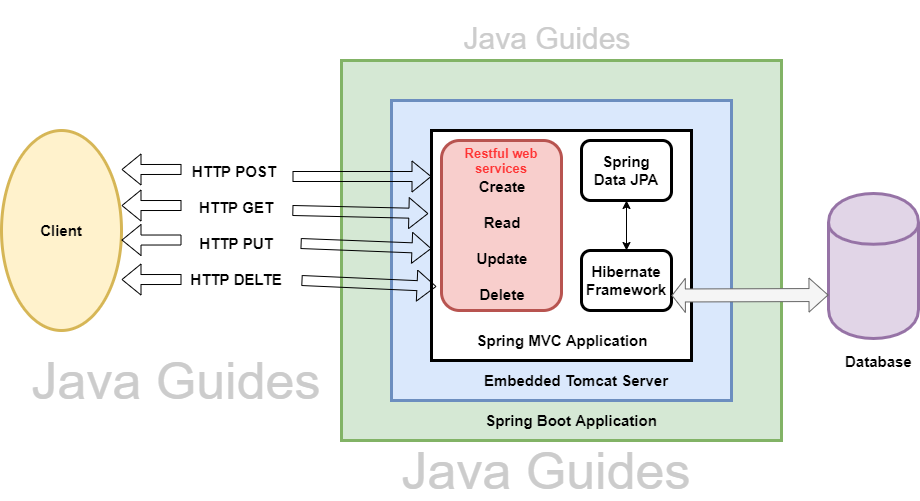 Java Guides
Restful web
services
Create
Read
Update
Delete
Spring
Data JPA
Hibernate
Framework
HTTP POST
HTTP GET
HTTP PUT
HTTP DELTE
Client
Spring MVC Application
Database
Embedded Tomcat Server
Java Guides
Spring Boot Application
Java Guides